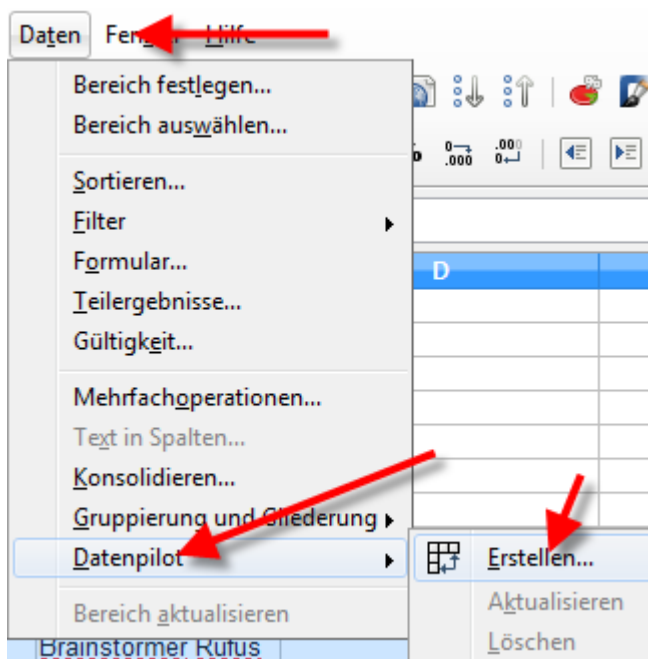 Daten Fenster Hilfe
Bereich festlegen...
Bereich auswählen...
Sortieren...
Filter
Formular...
D
Teilergebnisse...
Gültigkeit...
Mehrfachoperationen...
Text in Spalten...
Konsolidieren...
Gruppierung und Gliederung
Datenpilot
Erstellen...
Aktualisieren
Bereich aktualisieren
Löschen
Brainstormer Rufus